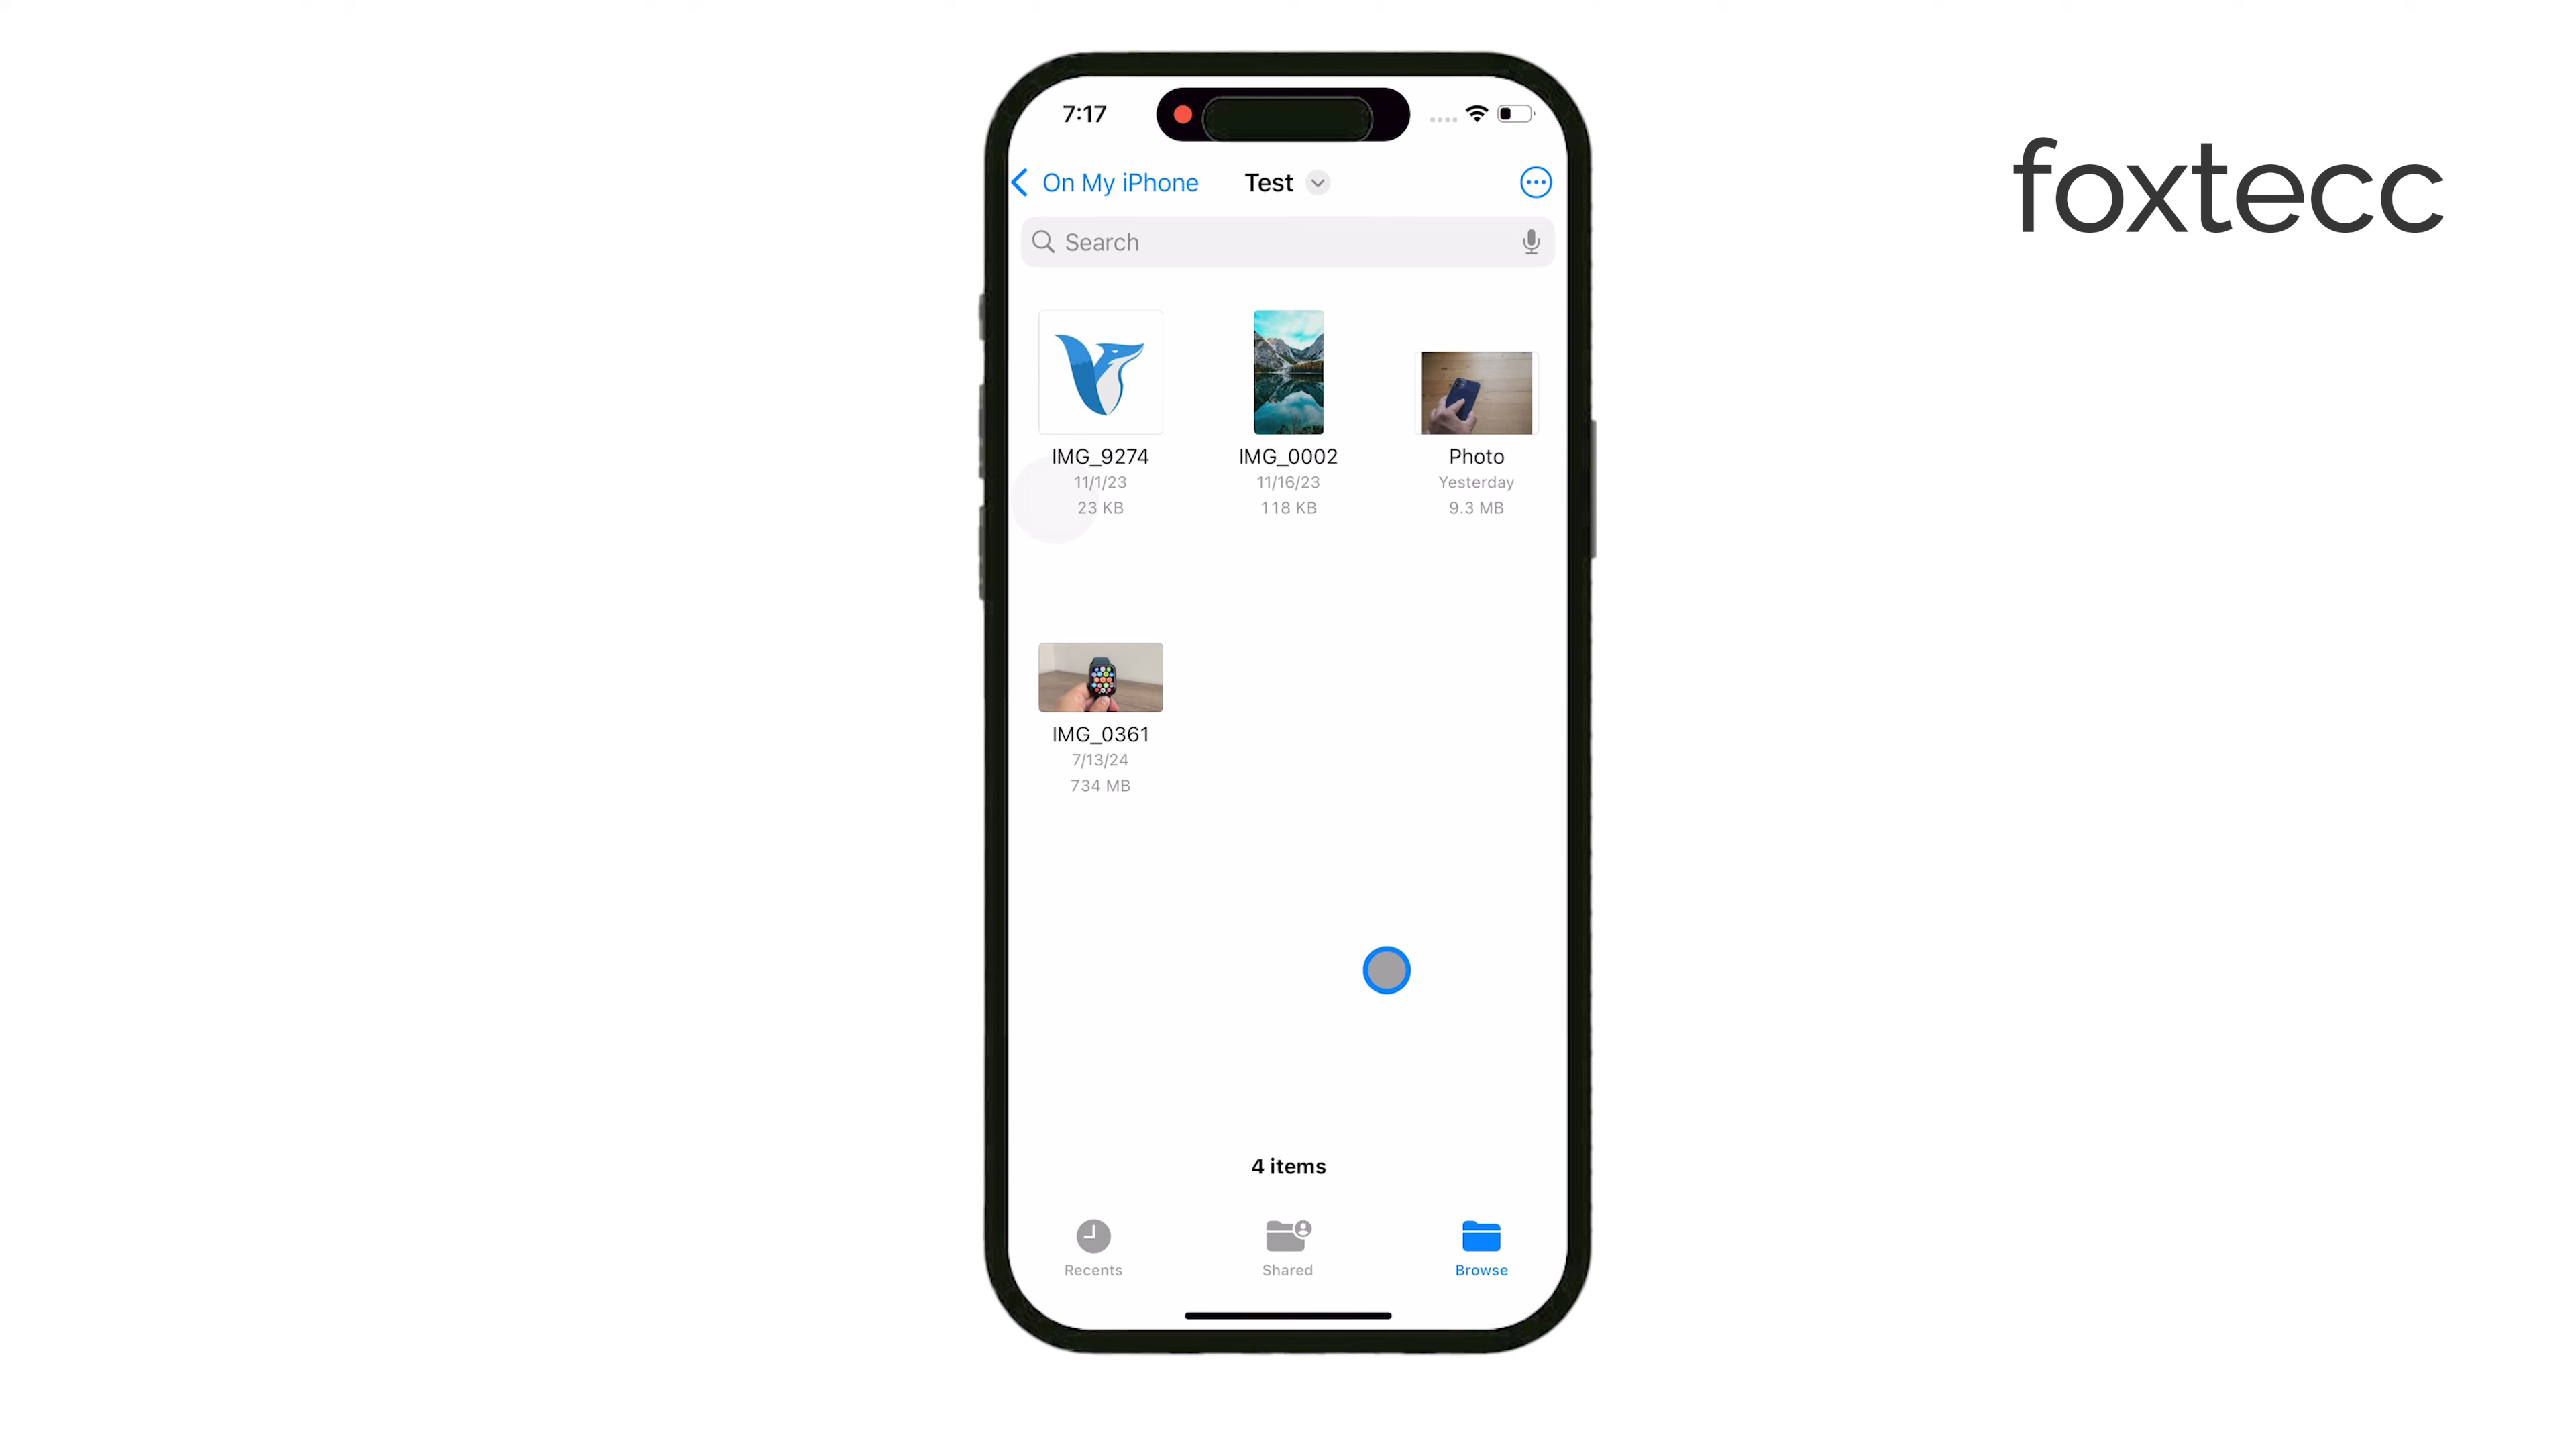 7:17
foxtecc
On My iPhone
Test
Search
IMG_9274
11/1/23
23 KB
IMG_0002
11/16/23
118 KB
Photo
Yesterday
9.3 MB
IMG_0361
7/13/24
734 MB
4 items
Recents
Shared
Browse